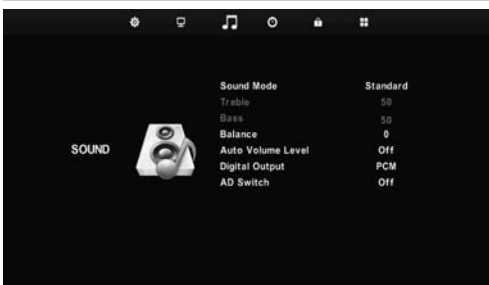 Sound Mode Standard
Treble 50
Bass 50
Balance 0
SOUND
Auto Volume Level Off
Digital Output PCM
AD Switch Off